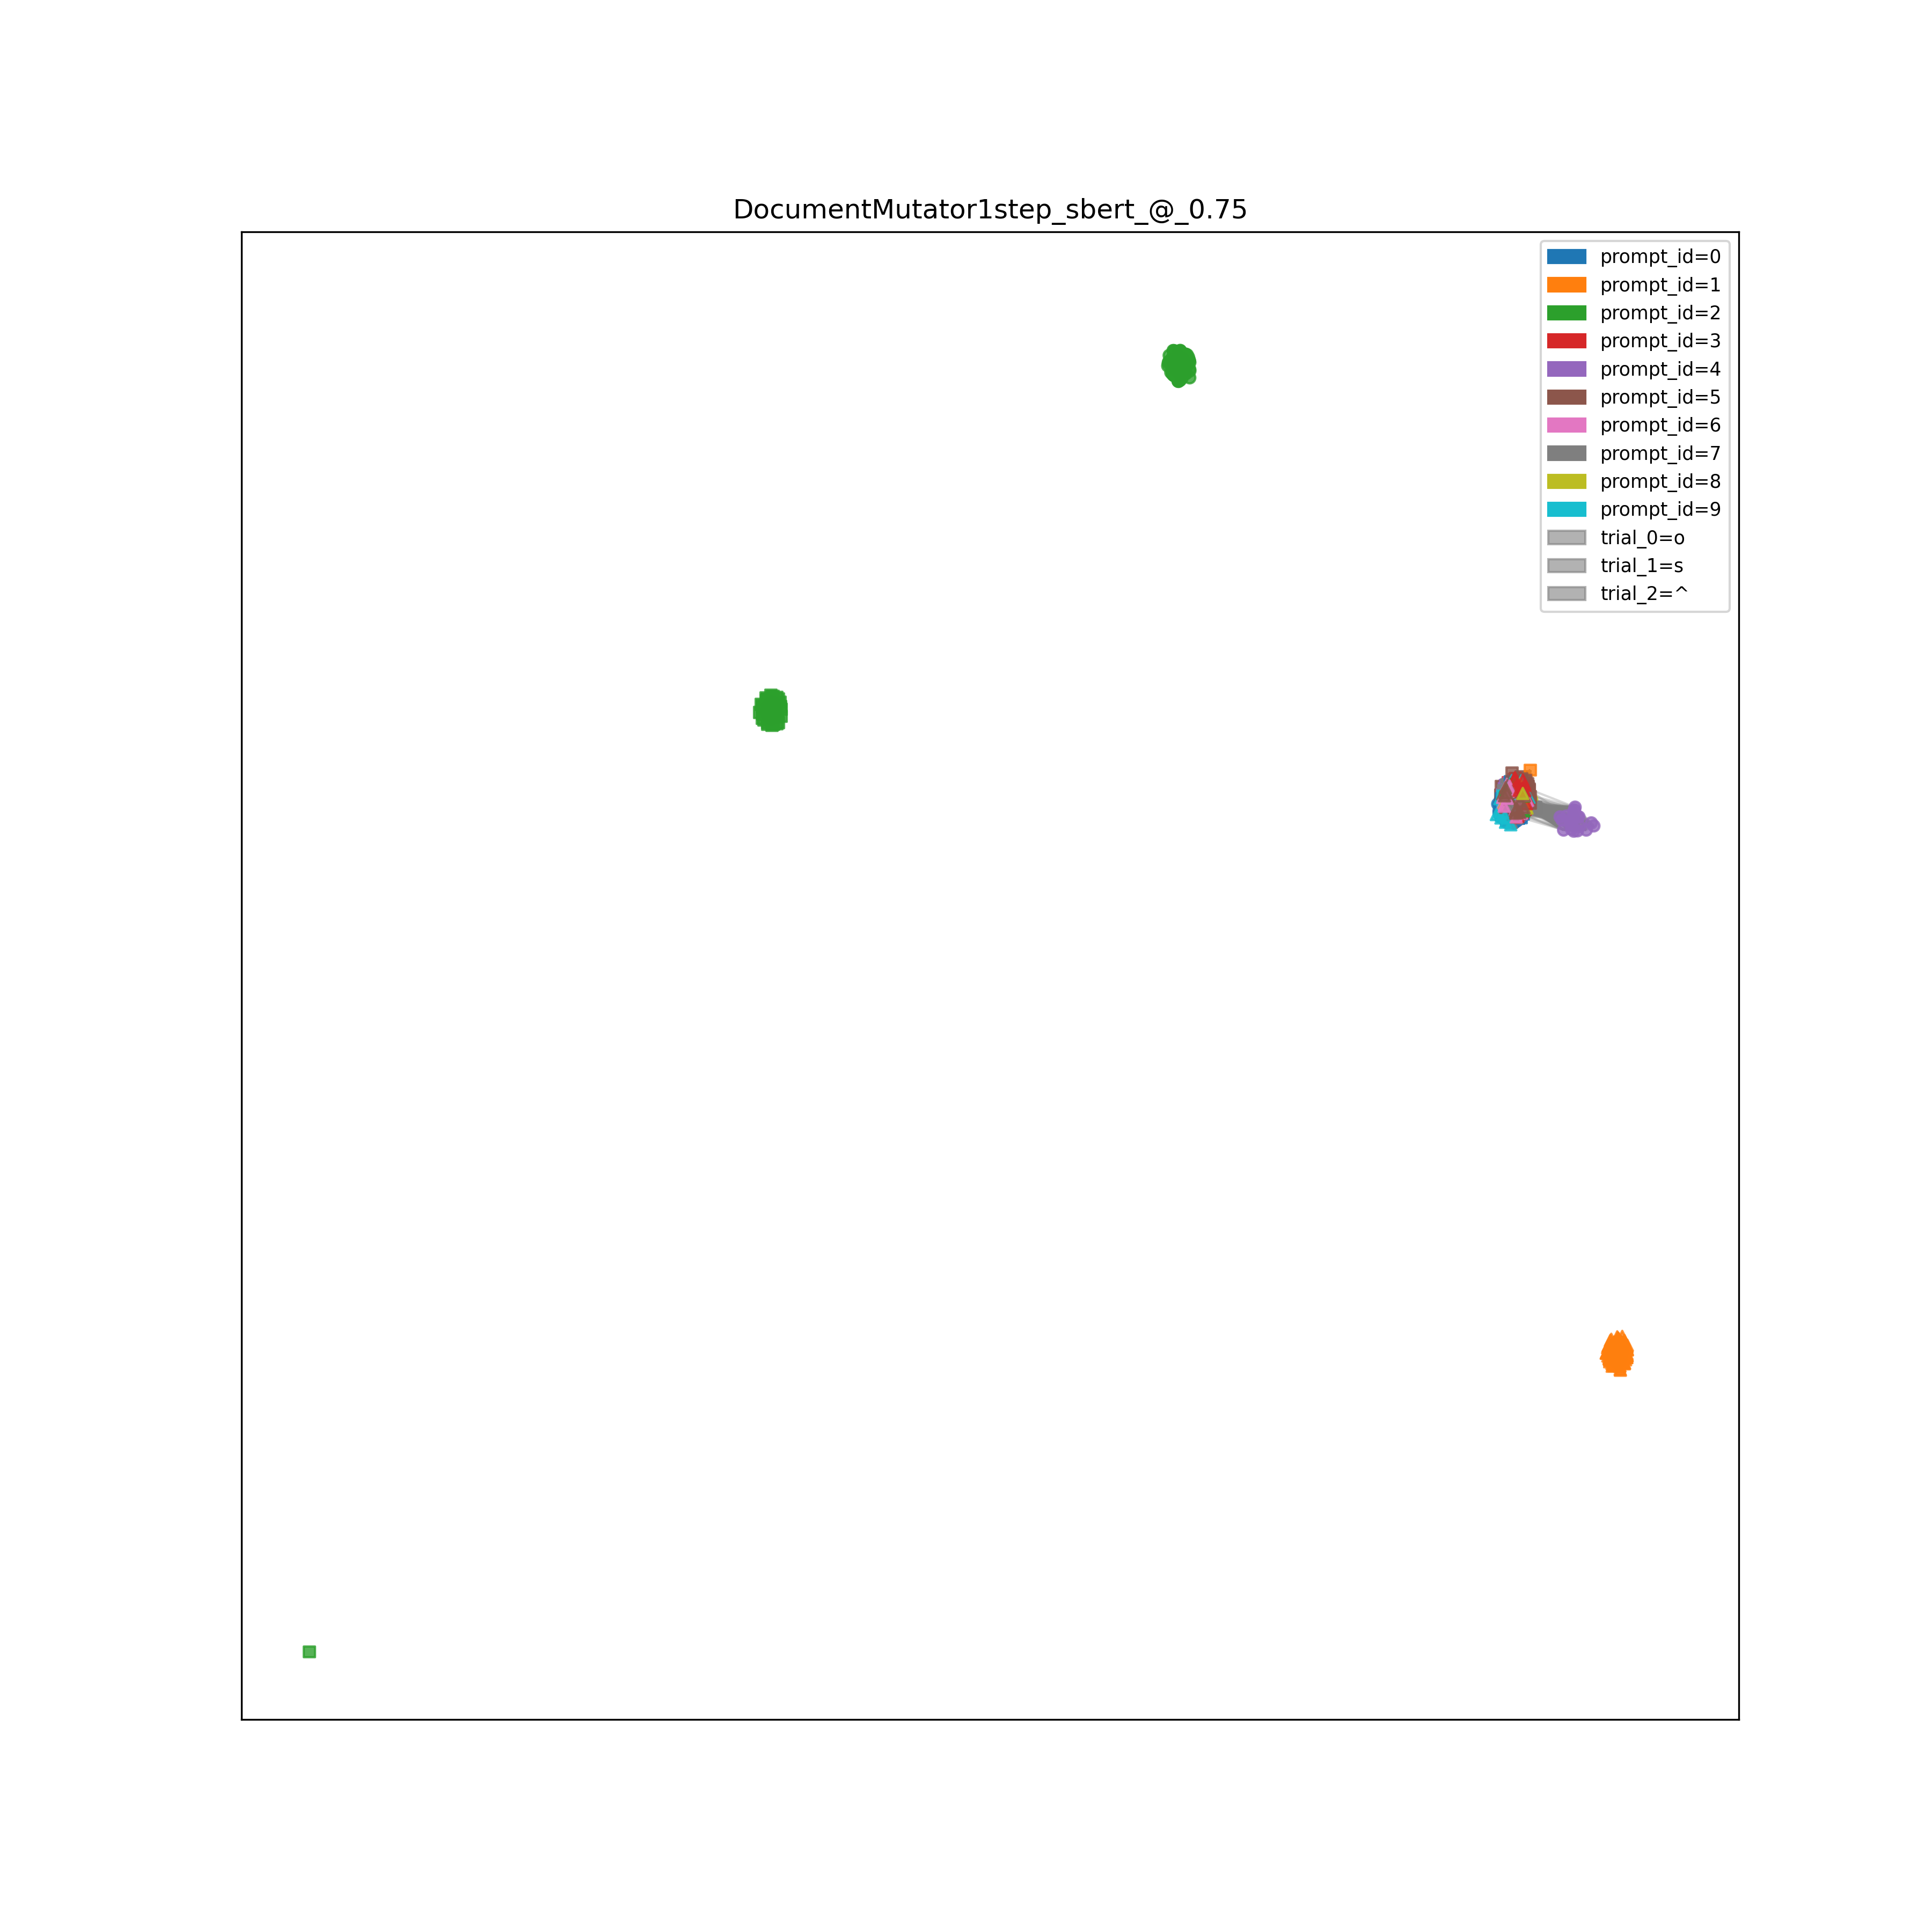 DocumentMutator1step_sbert_@_0.75
prompt_id=0
prompt_id=1
prompt_id=2
prompt_id=3
prompt_id=4
prompt_id=5
prompt_id=6
prompt_id=7
prompt_id=8
prompt_id=9
trial_0=o
trial_1=s
trial_2=^